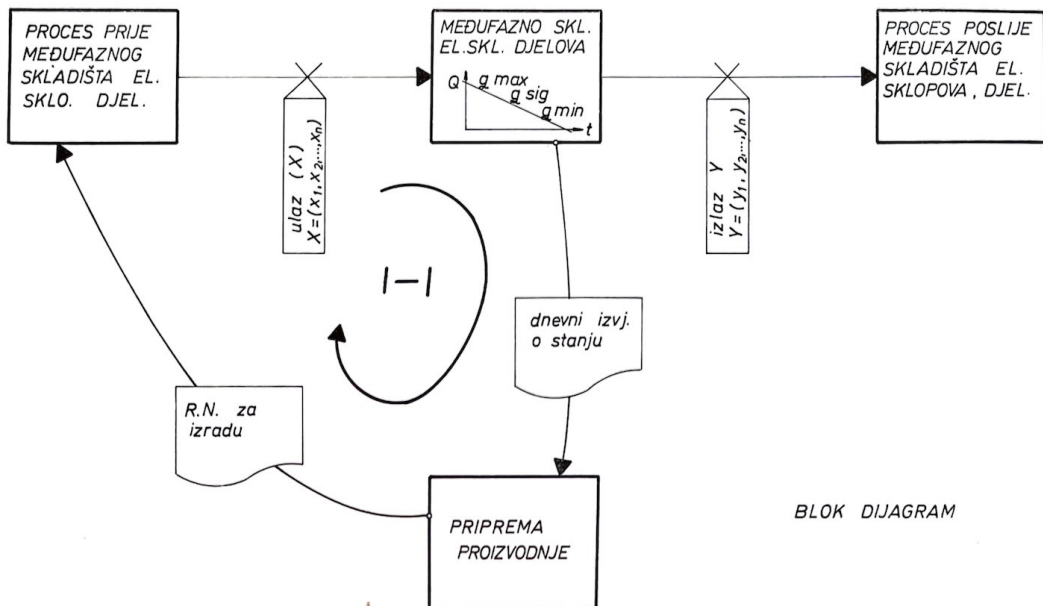 PROCES PRIJE
MEĐUFAZNOG
SKLADIŠTA EL.
SKLO. DJEL.
ulaz (X)
X=(x1, x2,...,xn)
MEĐUFAZNO SKL.
EL.SKL. DJELOVA
Q
g max
g sig
g min
t
izlaz Y
Y=(y1, y2,...,yn)
PROCES POSLIJE
MEĐUFAZNOG
SKLADIŠTA EL.
SKLOPOVA, DJEL.
I-I
dnevni izvj.
o stanju
R.N. za
izradu
PRIPREMA
PROIZVODNJE
BLOK DIJAGRAM